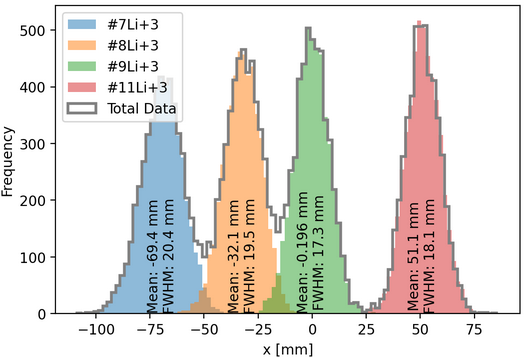 #7Li+3
#8Li+3
#9Li+3
#11Li+3
Total Data
Frequency
500
400
300
200
100
0
Mean: -69.4 mm
FWHM: 20.4 mm
Mean: -32.1 mm
FWHM: 19.5 mm
Mean: -0.196 mm
FWHM: 17.3 mm
Mean: 51.1 mm
FWHM: 18.1 mm
−100 −75 −50 −25 0 25 50 75
x [mm]